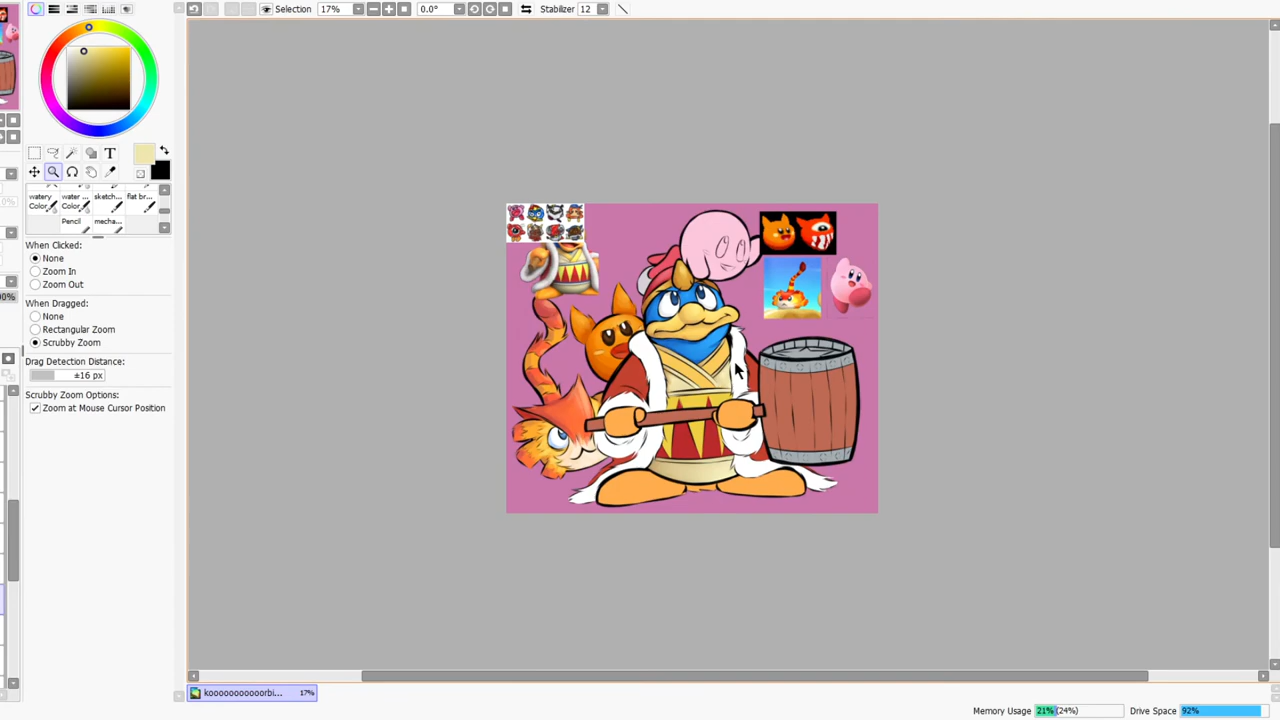 Selection 17% 0.0° Stabilizer 12
T
watery water ... sketch... flat br...
Color Color
Pencil mecha...
When Clicked:
None
Zoom In
Zoom Out
When Dragged:
None
Rectangular Zoom
Scrubby Zoom
Drag Detection Distance:
±16 px
Scrubby Zoom Options:
Zoom at Mouse Cursor Position
0%
00%
17%
Memory Usage 21% (24%) Drive Space 92%